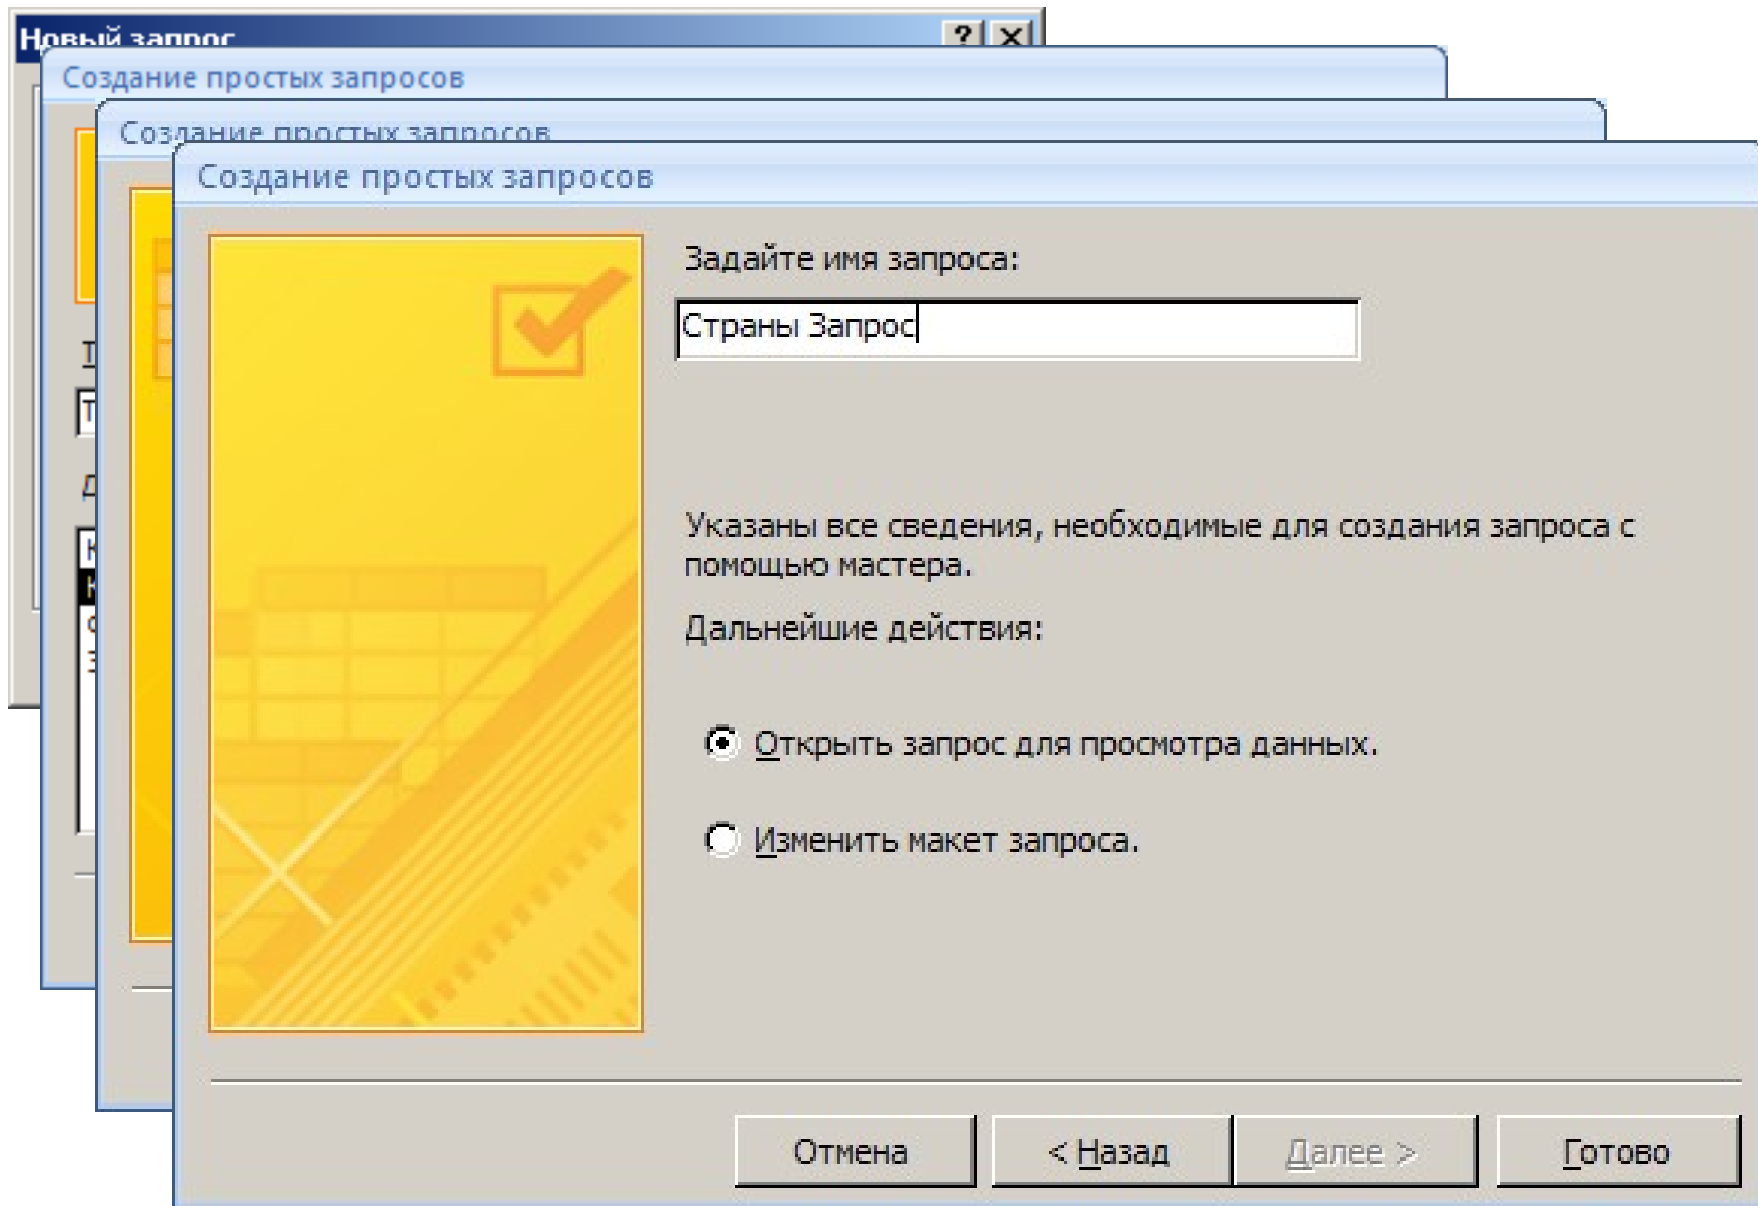 Новый запрос
Создание простых запросов
Создание простых запросов
Создание простых запросов
Задайте имя запроса:
Страны Запрос
Указаны все сведения, необходимые для создания запроса с
помощью мастера.
Дальнейшие действия:
Открыть запрос для просмотра данных.
Изменить макет запроса.
Отмена
< Назад
Далее >
Готово